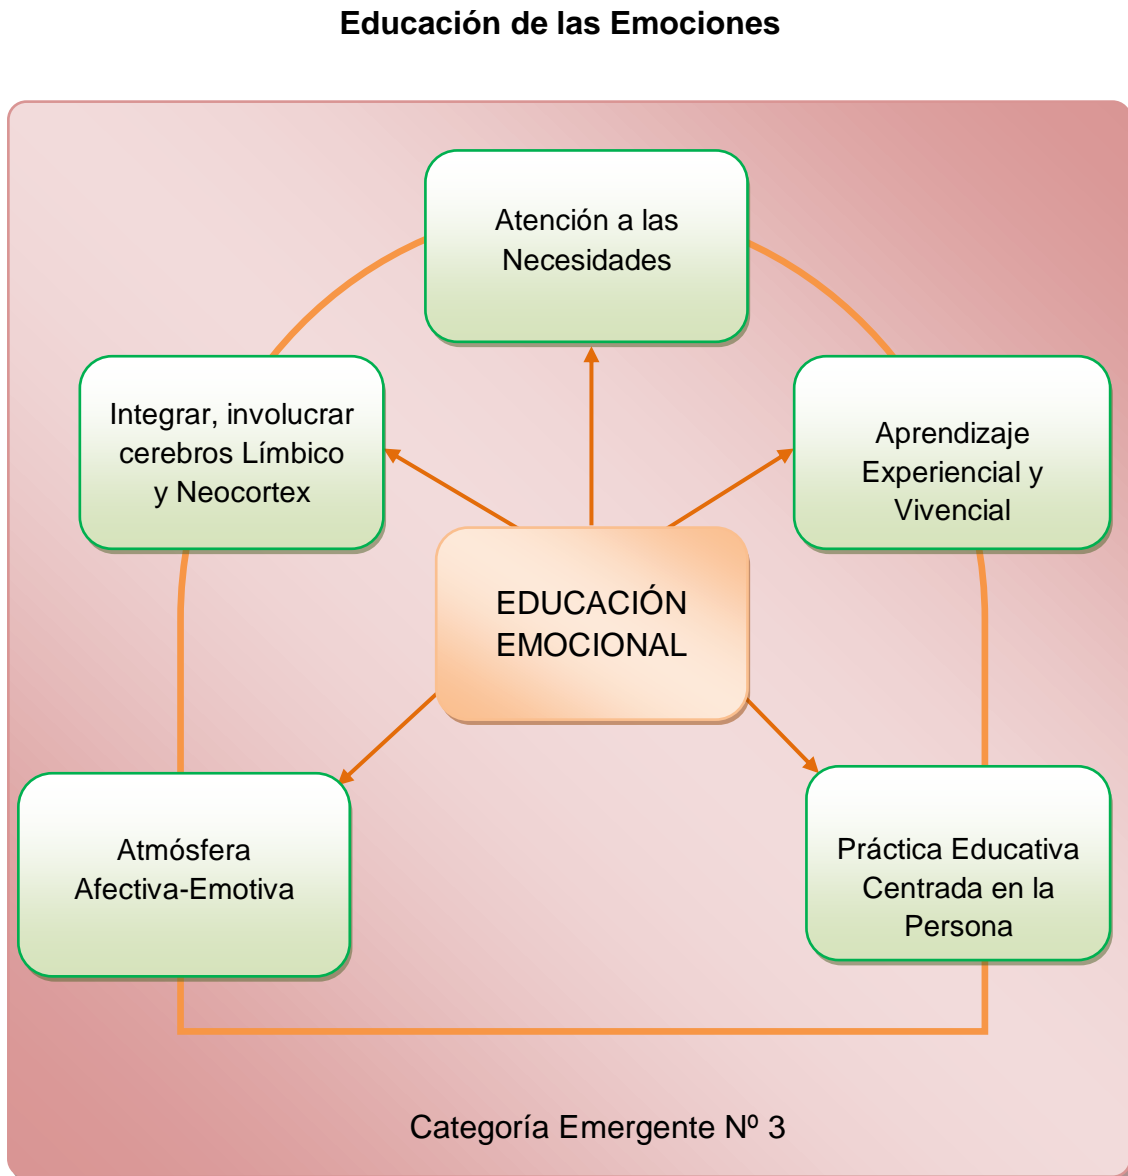 Educación de las Emociones
Atención a las
Necesidades
Integrar, involucrar
cerebros Límbico
y Neocortex
Aprendizaje
Experiencial y
Vivencial
EDUCACIÓN
EMOCIONAL
Atmósfera
Afectiva-Emotiva
Práctica Educativa
Centrada en la
Persona
Categoría Emergente Nº 3